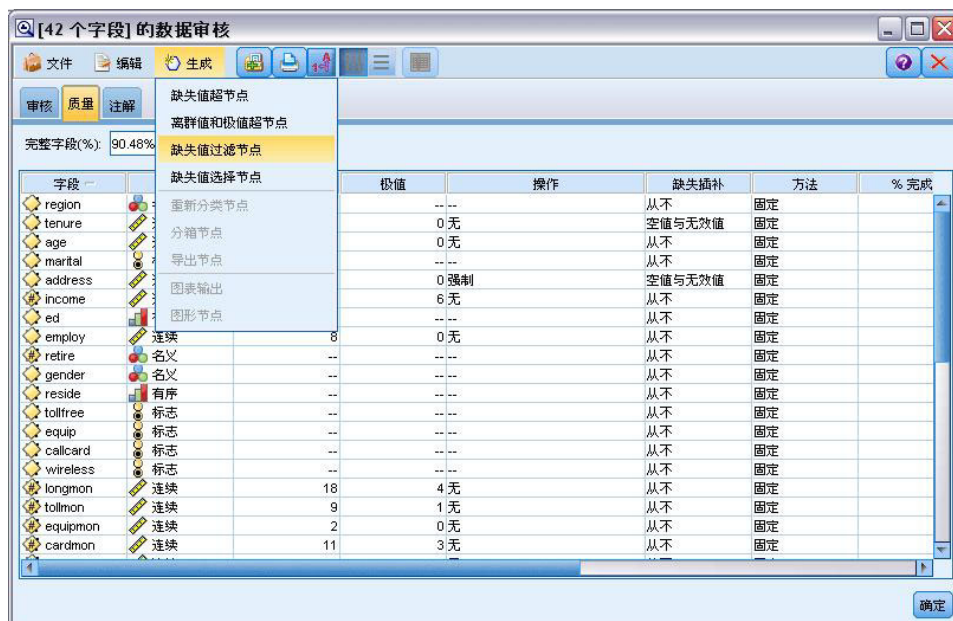 [42 个字段] 的数据审核
文件 编辑 生成
审核 质量 注解
缺失值超节点
离群值和极值超节点
缺失值过滤节点
缺失值选择节点
重新分类节点
分箱节点
导出节点
图表输出
图形节点
完整字段(%): 90.48%
字段 极值 操作 缺失插补 方法 % 完成
region -- -- 从不 固定
tenure 0 无 空值与无效值 固定
age 0 无 从不 固定
marital -- -- 从不 固定
address 0 强制 空值与无效值 固定
income 6 无 从不 固定
ed -- -- 从不 固定
employ 连续 8 0 无 从不 固定
retire 名义 -- -- -- 从不 固定
gender 名义 -- -- -- 从不 固定
reside 有序 -- -- -- 从不 固定
tollfree 标志 -- -- -- 从不 固定
equip 标志 -- -- -- 从不 固定
callcard 标志 -- -- -- 从不 固定
wireless 标志 -- -- -- 从不 固定
longmon 连续 18 4 无 从不 固定
tollmon 连续 9 1 无 从不 固定
equipmon 连续 2 0 无 从不 固定
cardmon 连续 11 3 无 从不 固定
确定